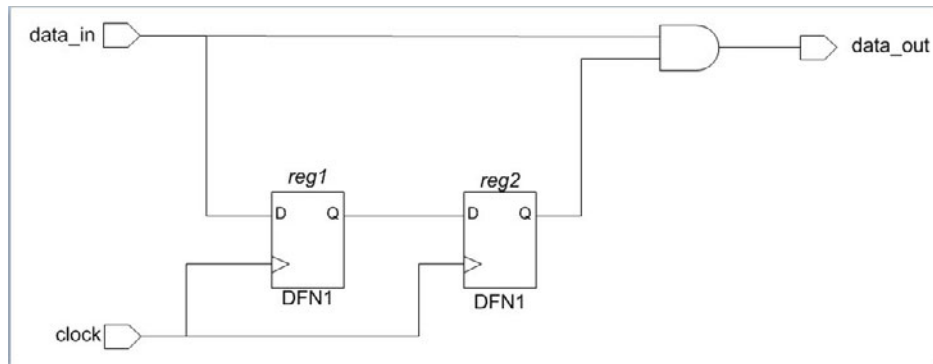 data_in
data_out
reg1
reg2
D Q
D Q
DFN1
DFN1
clock